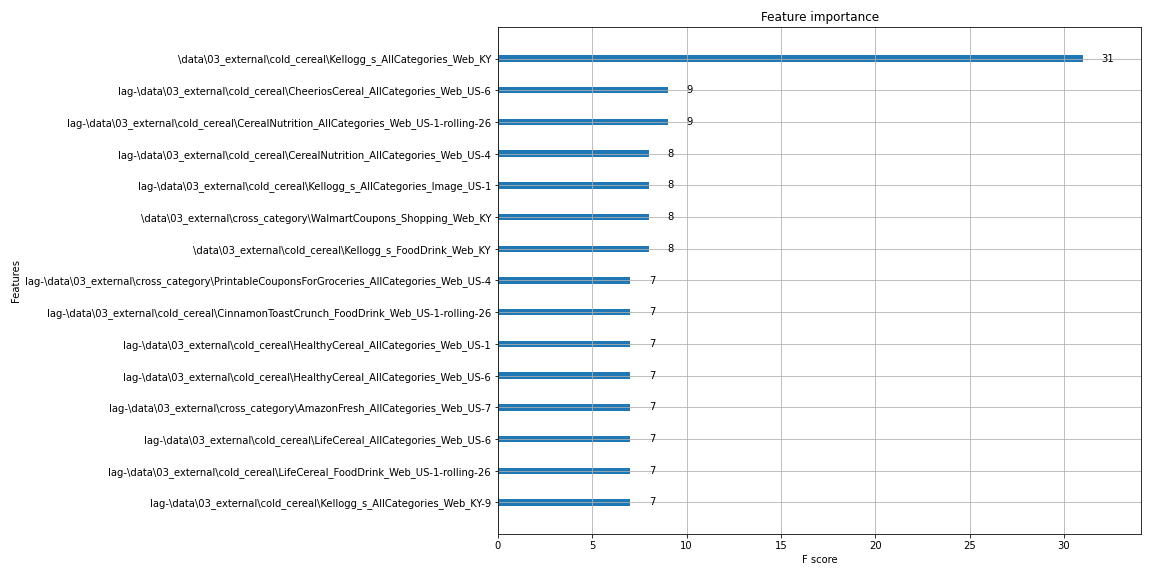 Feature importance
Features
\data\03_external\cold_cereal\Kellogg_s_AllCategories_Web_KY 31
lag-\data\03_external\cold_cereal\CheeriosCereal_AllCategories_Web_US-6 9
lag-\data\03_external\cold_cereal\CerealNutrition_AllCategories_Web_US-1-rolling-26 9
lag-\data\03_external\cold_cereal\CerealNutrition_AllCategories_Web_US-4 8
lag-\data\03_external\cold_cereal\Kellogg_s_AllCategories_Image_US-1 8
\data\03_external\cross_category\WalmartCoupons_Shopping_Web_KY 8
\data\03_external\cold_cereal\Kellogg_s_FoodDrink_Web_KY 8
lag-\data\03_external\cross_category\PrintableCouponsForGroceries_AllCategories_Web_US-4 7
lag-\data\03_external\cold_cereal\CinnamonToastCrunch_FoodDrink_Web_US-1-rolling-26 7
lag-\data\03_external\cold_cereal\HealthyCereal_AllCategories_Web_US-1 7
lag-\data\03_external\cold_cereal\HealthyCereal_AllCategories_Web_US-6 7
lag-\data\03_external\cross_category\AmazonFresh_AllCategories_Web_US-7 7
lag-\data\03_external\cold_cereal\LifeCereal_AllCategories_Web_US-6 7
lag-\data\03_external\cold_cereal\LifeCereal_FoodDrink_Web_US-1-rolling-26 7
lag-\data\03_external\cold_cereal\Kellogg_s_AllCategories_Web_KY-9 7
0 5 10 15 20 25 30
F score